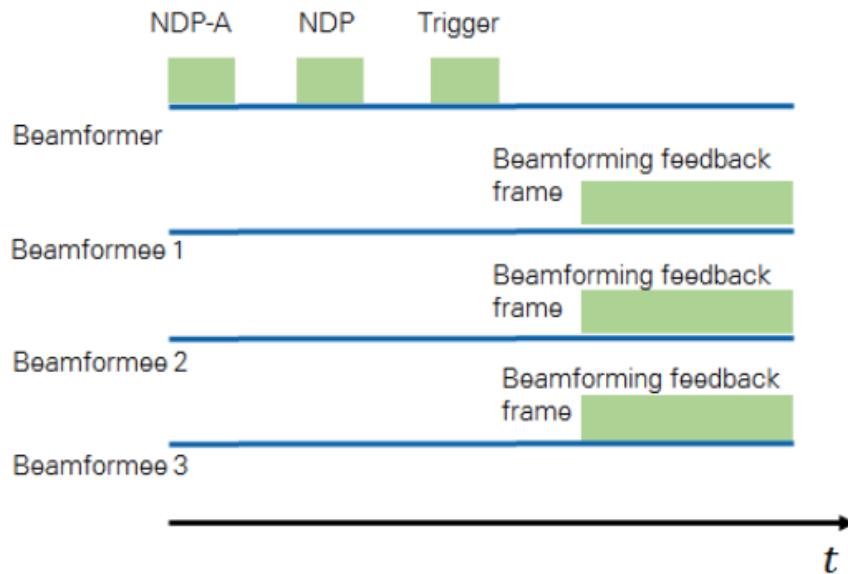 NDP-A NDP Trigger
Beamformer
Beamforming feedback
frame
Beamformee 1
Beamforming feedback
frame
Beamformee 2
Beamforming feedback
frame
Beamformee 3
t